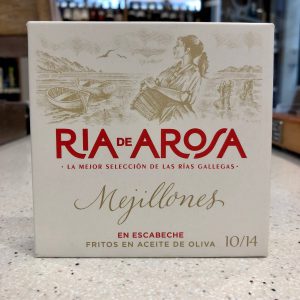 RIA DE AROSA
· LA MEJOR SELECCIÓN DE LAS RÍAS GALLEGAS ·
Mejillones
EN ESCABECHE
FRITOS EN ACEITE DE OLIVA 10/14